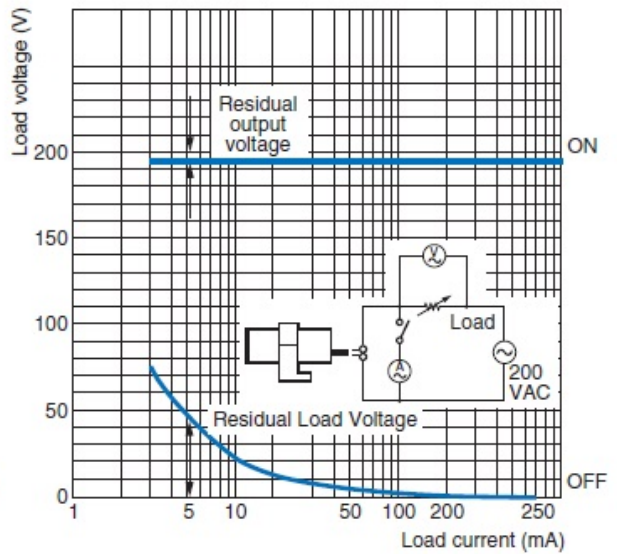 Load voltage (V)
200
150
100
50
0
Residual
output
voltage
ON
V
Load
A
200
VAC
Residual Load Voltage
OFF
1
5
10
50
100
200
250
Load current (mA)